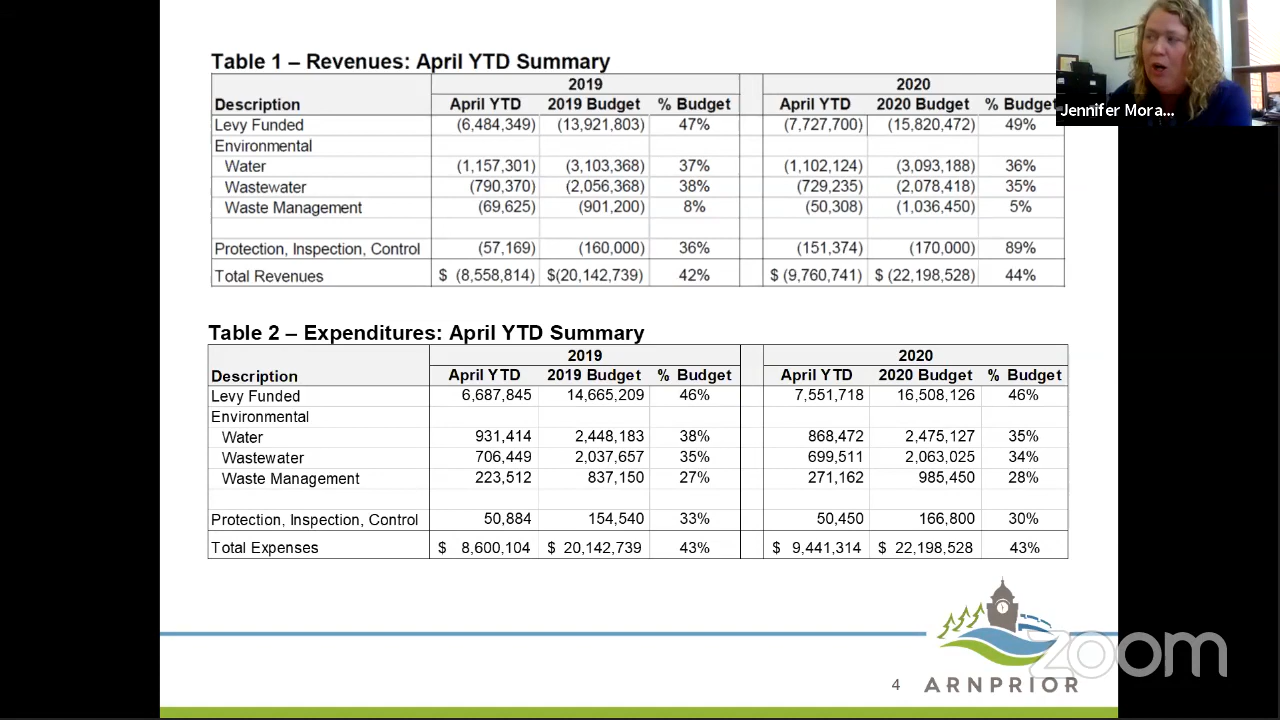 Table 1 – Revenues: April YTD Summary
2019 2020
Description April YTD 2019 Budget % Budget April YTD 2020 Budget % Budget
Levy Funded (6,484,349) (13,921,803) 47% (7,727,700) (15,820,472) 49%
Environmental
Water (1,157,301) (3,103,368) 37% (1,102,124) (3,093,188) 36%
Wastewater (790,370) (2,056,368) 38% (729,235) (2,078,418) 35%
Waste Management (69,625) (901,200) 8% (50,308) (1,036,450) 5%
Protection, Inspection, Control (57,169) (160,000) 36% (151,374) (170,000) 89%
Total Revenues $ (8,558,814) $(20,142,739) 42% $ (9,760,741) $ (22,198,528) 44%
Jennifer Mora...
Table 2 – Expenditures: April YTD Summary
2019 2020
Description April YTD 2019 Budget % Budget April YTD 2020 Budget % Budget
Levy Funded 6,687,845 14,665,209 46% 7,551,718 16,508,126 46%
Environmental
Water 931,414 2,448,183 38% 868,472 2,475,127 35%
Wastewater 706,449 2,037,657 35% 699,511 2,063,025 34%
Waste Management 223,512 837,150 27% 271,162 985,450 28%
Protection, Inspection, Control 50,884 154,540 33% 50,450 166,800 30%
Total Expenses $ 8,600,104 $ 20,142,739 43% $ 9,441,314 $ 22,198,528 43%
zoom
4 ARNPRIOR